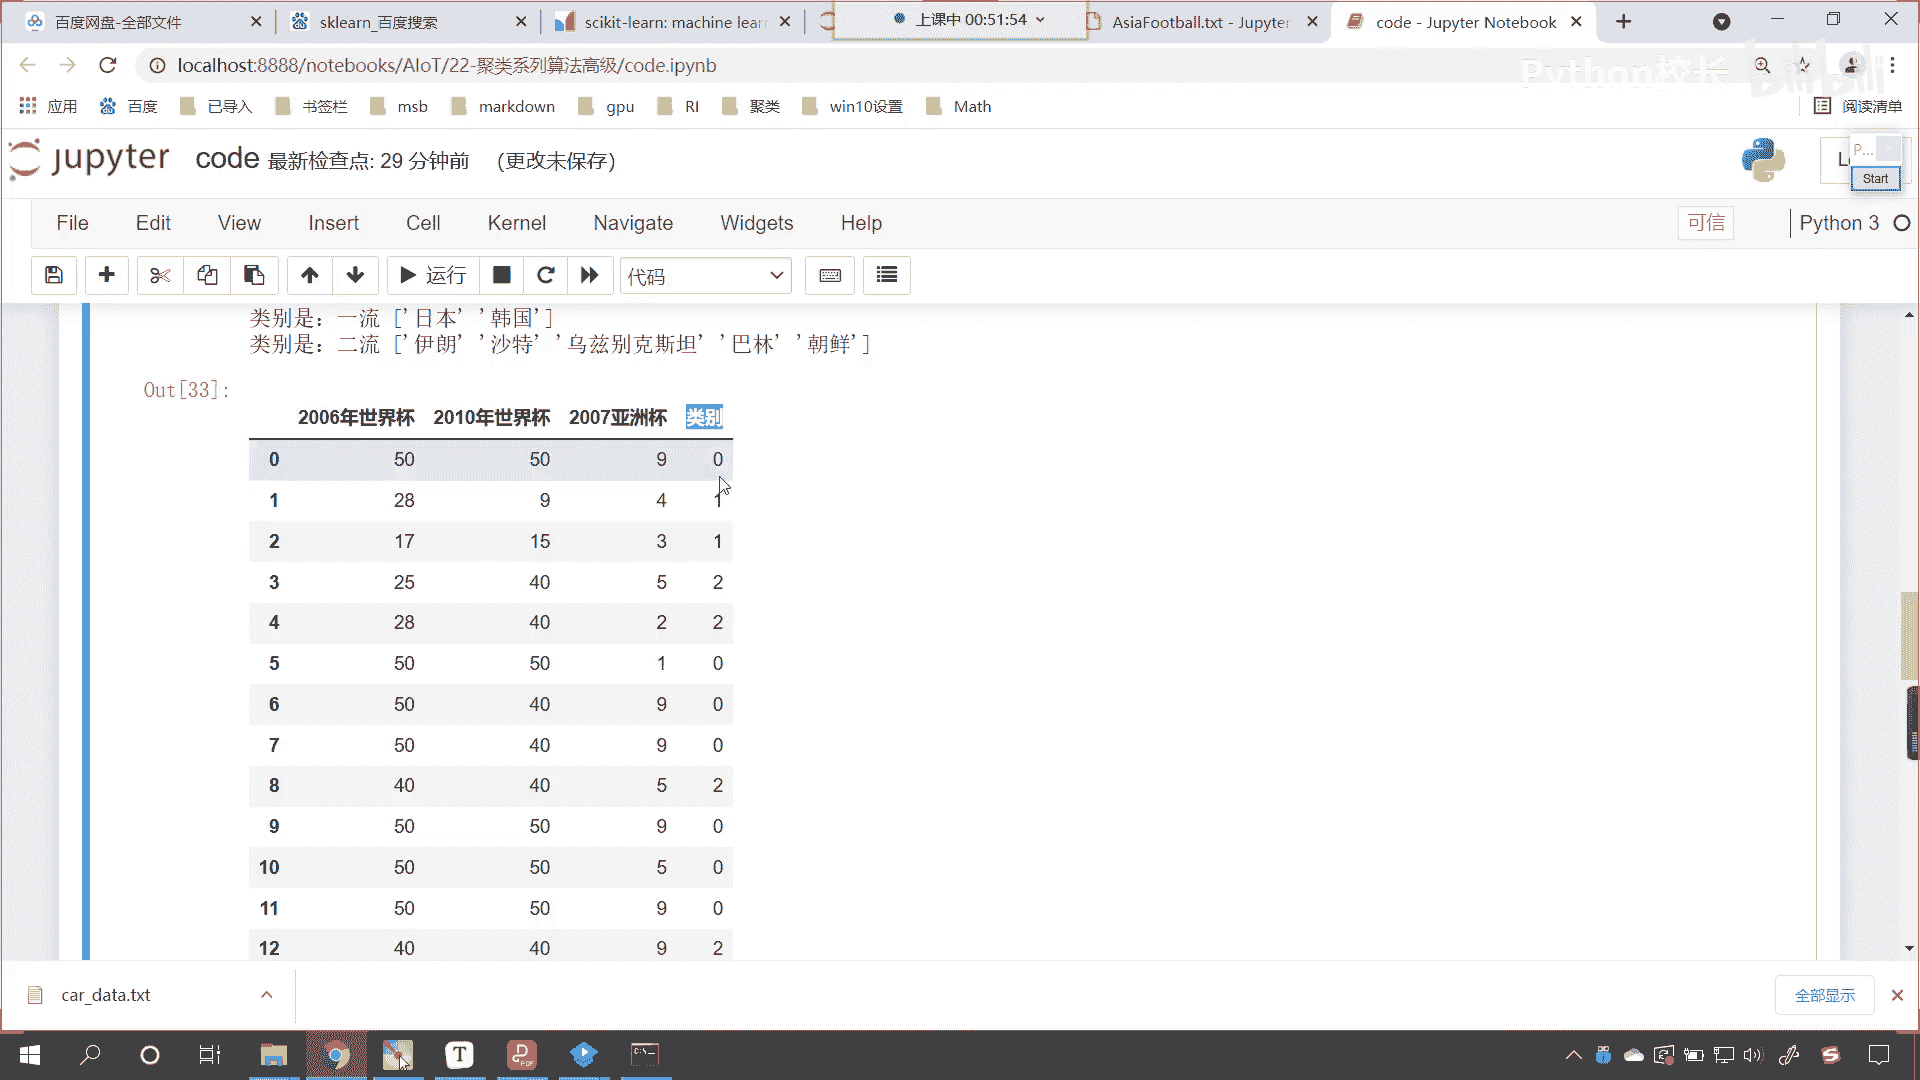 百度网盘-全部文件 sklearn_百度搜索 scikit-learn: machine lear 上课中 00:51:54 AsiaFootball.txt - Jupyter code - Jupyter Notebook
localhost:8888/notebooks/AIoT/22-聚类系列算法高级/code.ipynb
Python校长 bilibili
应用 百度 已导入 书签栏 msb markdown gpu RI 聚类 win10设置 Math 阅读清单
jupyter code 最新检查点: 29 分钟前 (更改未保存)
P...
Start
File Edit View Insert Cell Kernel Navigate Widgets Help 可信 Python 3
运行 代码
类别是：一流 ['日本' '韩国']
类别是：二流 ['伊朗' '沙特' '乌兹别克斯坦' '巴林' '朝鲜']
Out[33]:
2006年世界杯 2010年世界杯 2007亚洲杯 类别
0 50 50 9 0
1 28 9 4 1
2 17 15 3 1
3 25 40 5 2
4 28 40 2 2
5 50 50 1 0
6 50 40 9 0
7 50 40 9 0
8 40 40 5 2
9 50 50 9 0
10 50 50 5 0
11 50 50 9 0
12 40 40 9 2
car_data.txt 全部显示